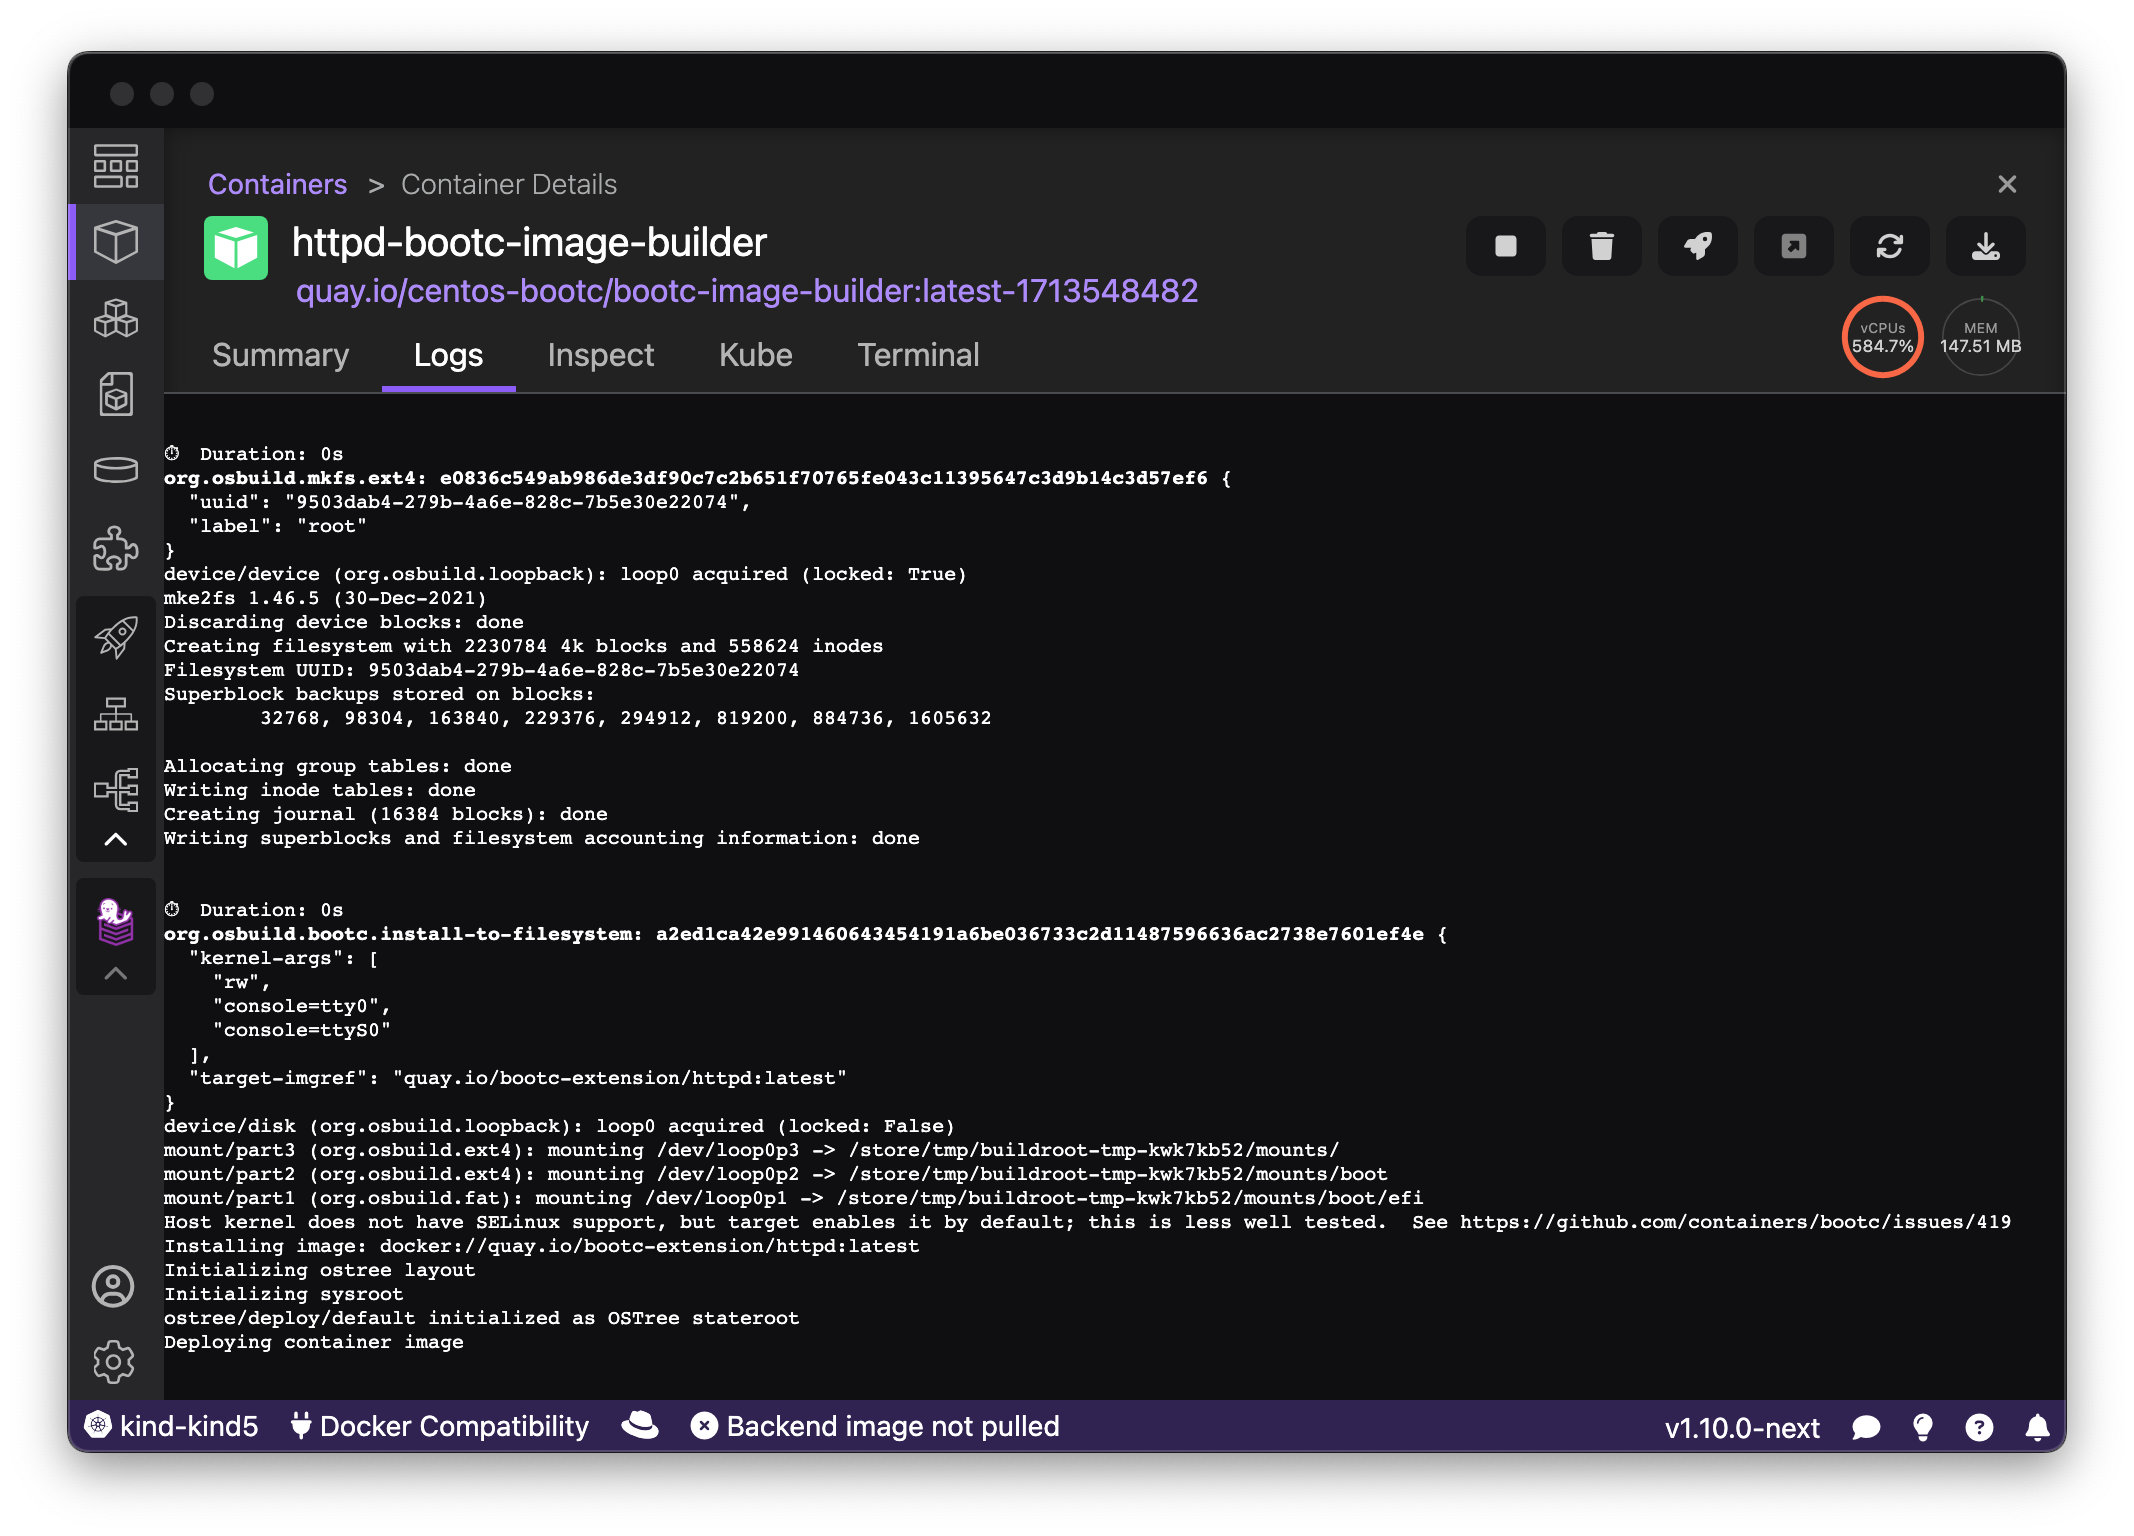 Containers > Container Details
httpd-bootc-image-builder
quay.io/centos-bootc/bootc-image-builder:latest-1713548482
vCPUs
584.7%
MEM
147.51 MB
Summary Logs Inspect Kube Terminal
Duration: 0s
org.osbuild.mkfs.ext4: e0836c549ab986de3df90c7c2b651f70765fe043c11395647c3d9b14c3d57ef6 {
"uuid": "9503dab4-279b-4a6e-828c-7b5e30e22074",
"label": "root"
}
device/device (org.osbuild.loopback): loop0 acquired (locked: True)
mke2fs 1.46.5 (30-Dec-2021)
Discarding device blocks: done
Creating filesystem with 2230784 4k blocks and 558624 inodes
Filesystem UUID: 9503dab4-279b-4a6e-828c-7b5e30e22074
Superblock backups stored on blocks:
32768, 98304, 163840, 229376, 294912, 819200, 884736, 1605632
Allocating group tables: done
Writing inode tables: done
Creating journal (16384 blocks): done
Writing superblocks and filesystem accounting information: done
Duration: 0s
org.osbuild.bootc.install-to-filesystem: a2ed1ca42e991460643454191a6be036733c2d11487596636ac2738e7601ef4e {
"kernel-args": [
"rw",
"console=tty0",
"console=ttyS0"
],
"target-imgref": "quay.io/bootc-extension/httpd:latest"
}
device/disk (org.osbuild.loopback): loop0 acquired (locked: False)
mount/part3 (org.osbuild.ext4): mounting /dev/loop0p3 -> /store/tmp/buildroot-tmp-kwk7kb52/mounts/
mount/part2 (org.osbuild.ext4): mounting /dev/loop0p2 -> /store/tmp/buildroot-tmp-kwk7kb52/mounts/boot
mount/part1 (org.osbuild.fat): mounting /dev/loop0p1 -> /store/tmp/buildroot-tmp-kwk7kb52/mounts/boot/efi
Host kernel does not have SELinux support, but target enables it by default; this is less well tested.  See https://github.com/containers/bootc/issues/419
Installing image: docker://quay.io/bootc-extension/httpd:latest
Initializing ostree layout
Initializing sysroot
ostree/deploy/default initialized as OSTree stateroot
Deploying container image
kind-kind5 Docker Compatibility Backend image not pulled v1.10.0-next